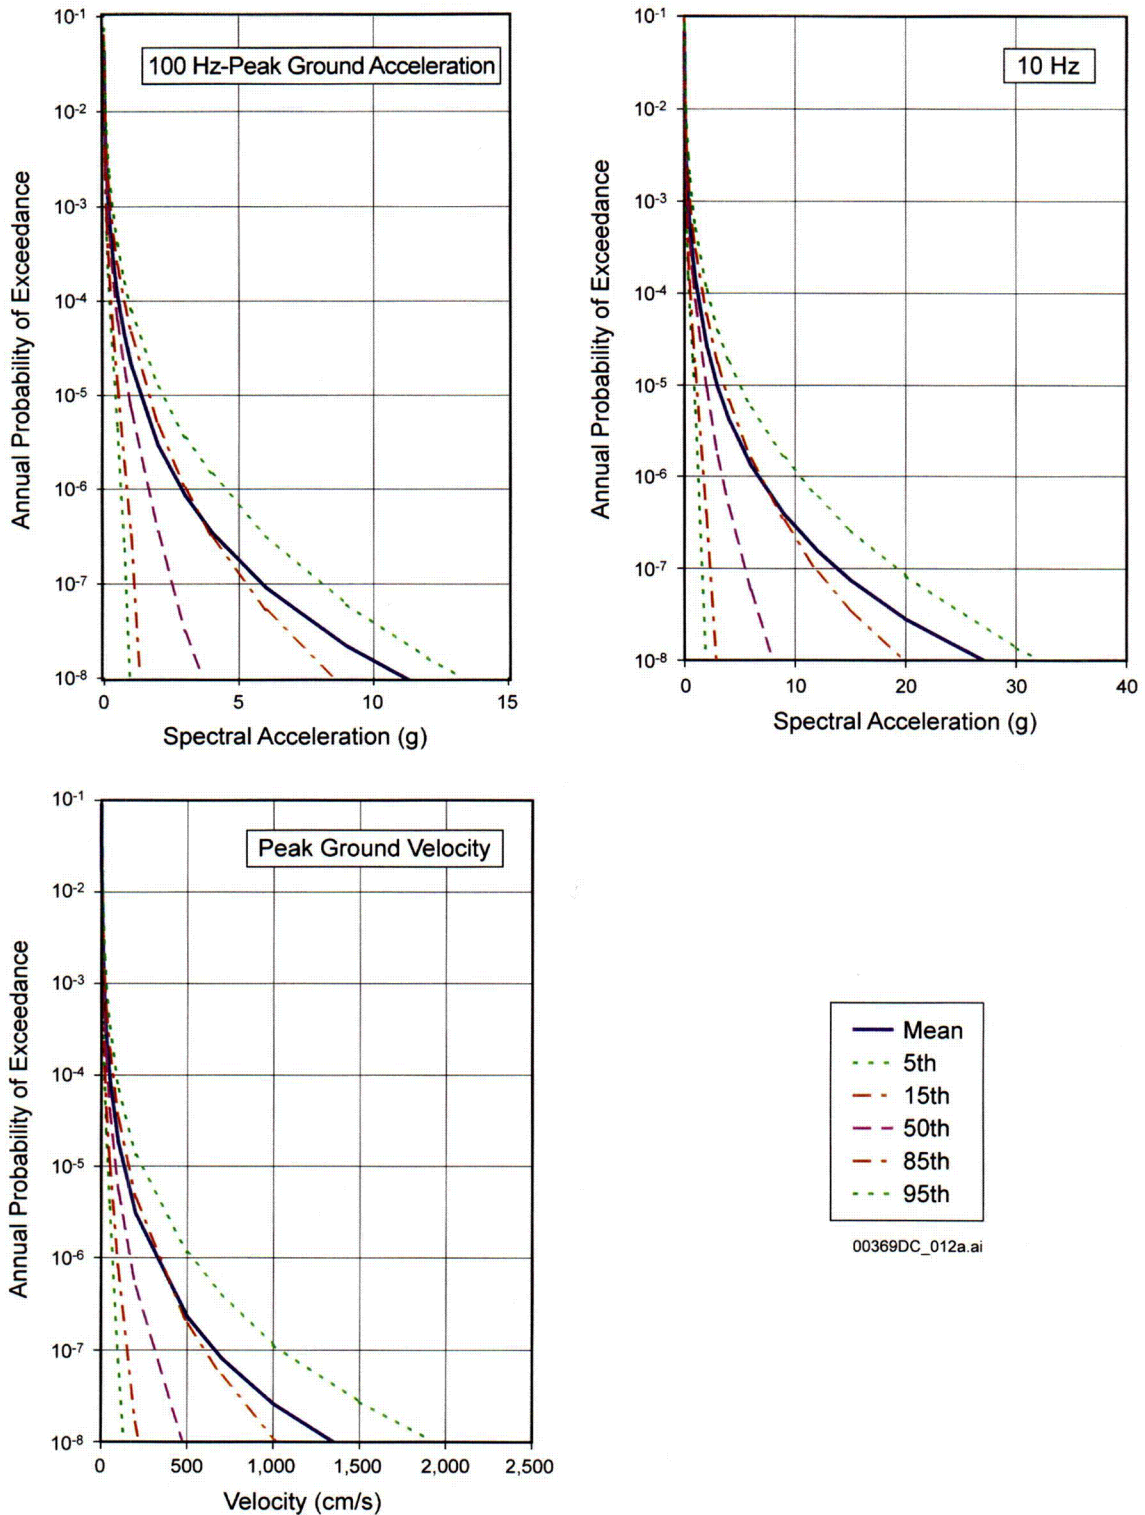 100 Hz-Peak Ground Acceleration
Annual Probability of Exceedance
10-1
10-2
10-3
10-4
10-5
10-6
10-7
10-8
0 5 10 15
Spectral Acceleration (g)
10 Hz
Annual Probability of Exceedance
10-1
10-2
10-3
10-4
10-5
10-6
10-7
10-8
0 10 20 30 40
Spectral Acceleration (g)
Peak Ground Velocity
Annual Probability of Exceedance
10-1
10-2
10-3
10-4
10-5
10-6
10-7
10-8
0 500 1,000 1,500 2,000 2,500
Velocity (cm/s)
Mean
5th
15th
50th
85th
95th
00369DC_012a.ai